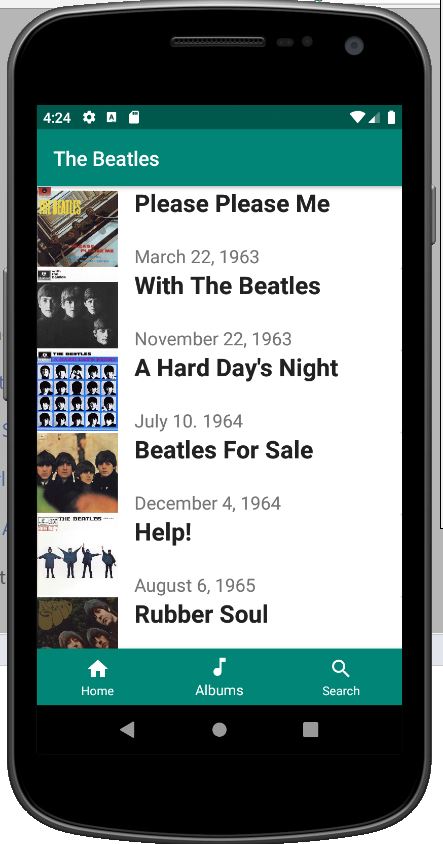 4:24
The Beatles
Please Please Me
March 22, 1963
With The Beatles
November 22, 1963
A Hard Day's Night
July 10. 1964
Beatles For Sale
December 4, 1964
Help!
August 6, 1965
Rubber Soul
Home
Albums
Search